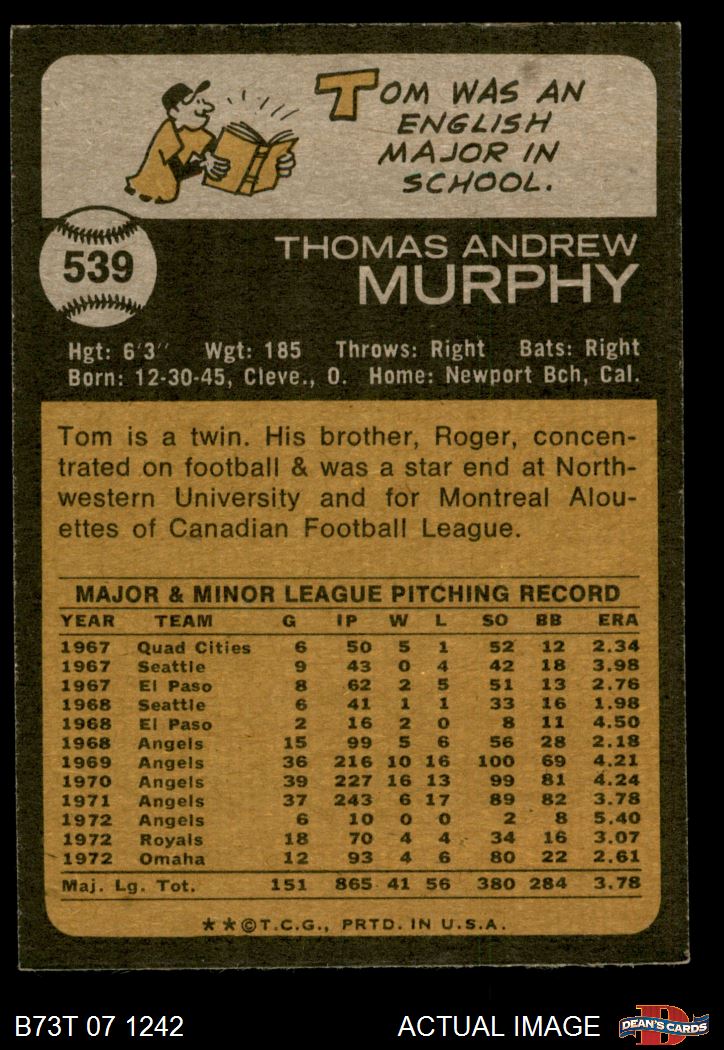 TOM WAS AN
ENGLISH
MAJOR IN
SCHOOL.
539
THOMAS ANDREW
MURPHY
Hgt: 6'3" Wgt: 185 Throws: Right Bats: Right
Born: 12-30-45, Cleve., O. Home: Newport Bch, Cal.
Tom is a twin. His brother, Roger, concen-
trated on football & was a star end at North-
western University and for Montreal Alou-
ettes of Canadian Football League.
MAJOR & MINOR LEAGUE PITCHING RECORD
YEAR TEAM G IP W L SO BB ERA
1967 Quad Cities 6 50 5 1 52 12 2.34
1967 Seattle 9 43 0 4 42 18 3.98
1967 El Paso 8 62 2 5 51 13 2.76
1968 Seattle 6 41 1 1 33 16 1.98
1968 El Paso 2 16 2 0 8 11 4.50
1968 Angels 15 99 5 6 56 28 2.18
1969 Angels 36 216 10 16 100 69 4.21
1970 Angels 39 227 16 13 99 81 4.24
1971 Angels 37 243 6 17 89 82 3.78
1972 Angels 6 10 0 0 2 8 5.40
1972 Royals 18 70 4 4 34 16 3.07
1972 Omaha 12 93 4 6 80 22 2.61
Maj. Lg. Tot. 151 865 41 56 380 284 3.78
**©T.C.G., PRTD. IN U.S.A.
B73T 07 1242 ACTUAL IMAGE D DEAN'S CARDS